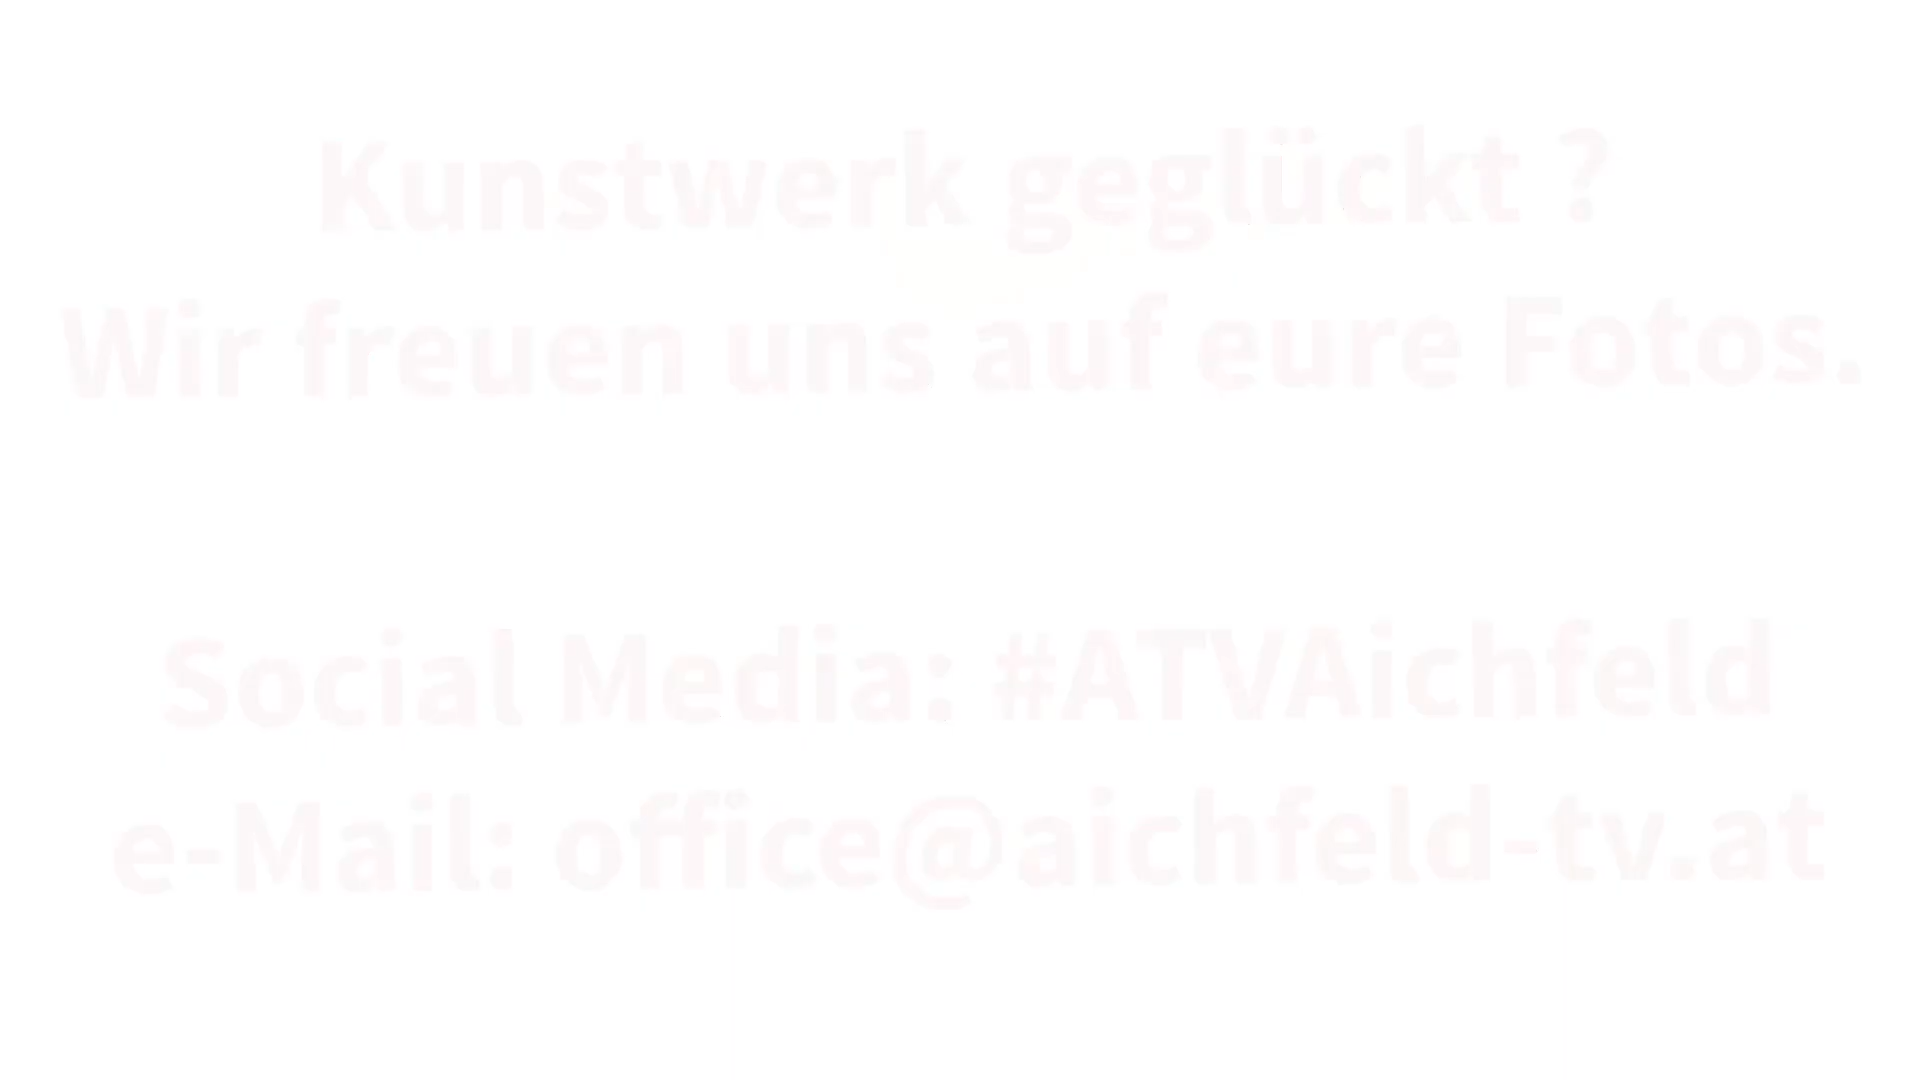 Kunstwerk geglückt ?
Wir freuen uns auf eure Fotos.
Social Media: #ATVAichfeld
e-Mail: office@aichfeld-tv.at